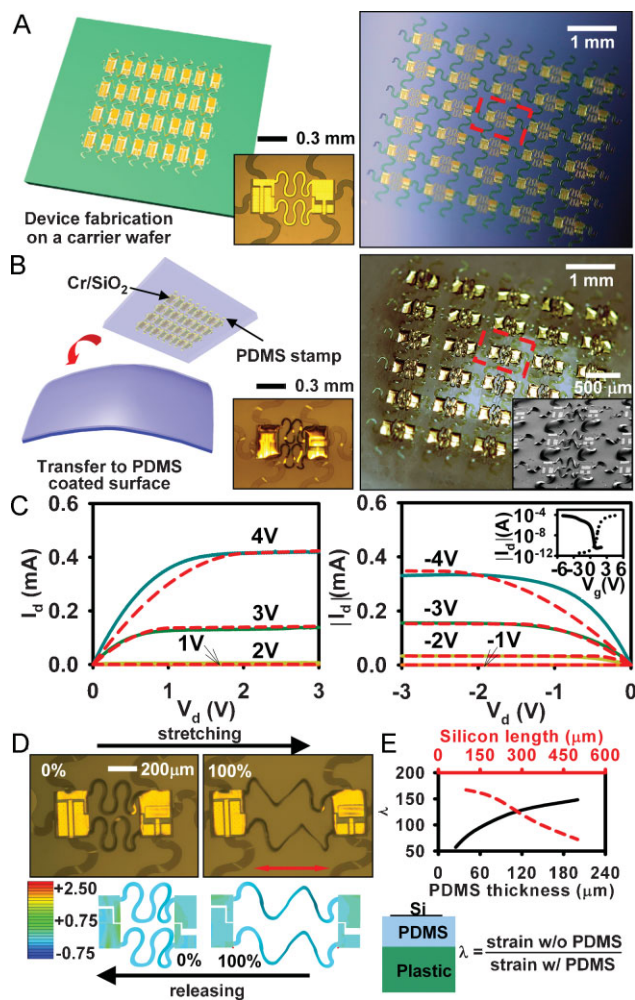 A
1 mm
0.3 mm
Device fabrication
on a carrier wafer
B
Cr/SiO2
PDMS stamp
0.3 mm
Transfer to PDMS
coated surface
1 mm
500 μm
C
0.6
0.4
0.2
0.0
Id (mA)
4V
3V
1V
2V
0
1
2
3
Vd (V)
0.6
0.4
0.2
0.0
|Id|(mA)
-4V
-3V
-2V
-1V
-3
-2
-1
0
Vd (V)
|Id|(A)
10-4
10-8
10-12
-6 -3 0 3 6
Vg(V)
D
stretching
0%
200μm
100%
+2.50
+0.75
-0.75
0%
100%
releasing
E
Silicon length (μm)
0 150 300 450 600
200
150
100
50
λ
0 60 120 180 240
PDMS thickness (μm)
Si
PDMS
Plastic
λ = strain w/o PDMS
strain w/ PDMS